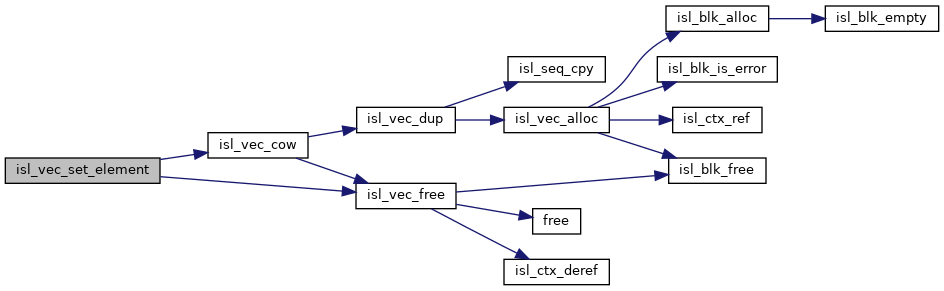 isl_vec_set_element
isl_vec_cow
isl_vec_dup
isl_vec_free
isl_seq_cpy
isl_vec_alloc
free
isl_ctx_deref
isl_blk_alloc
isl_blk_is_error
isl_ctx_ref
isl_blk_free
isl_blk_empty